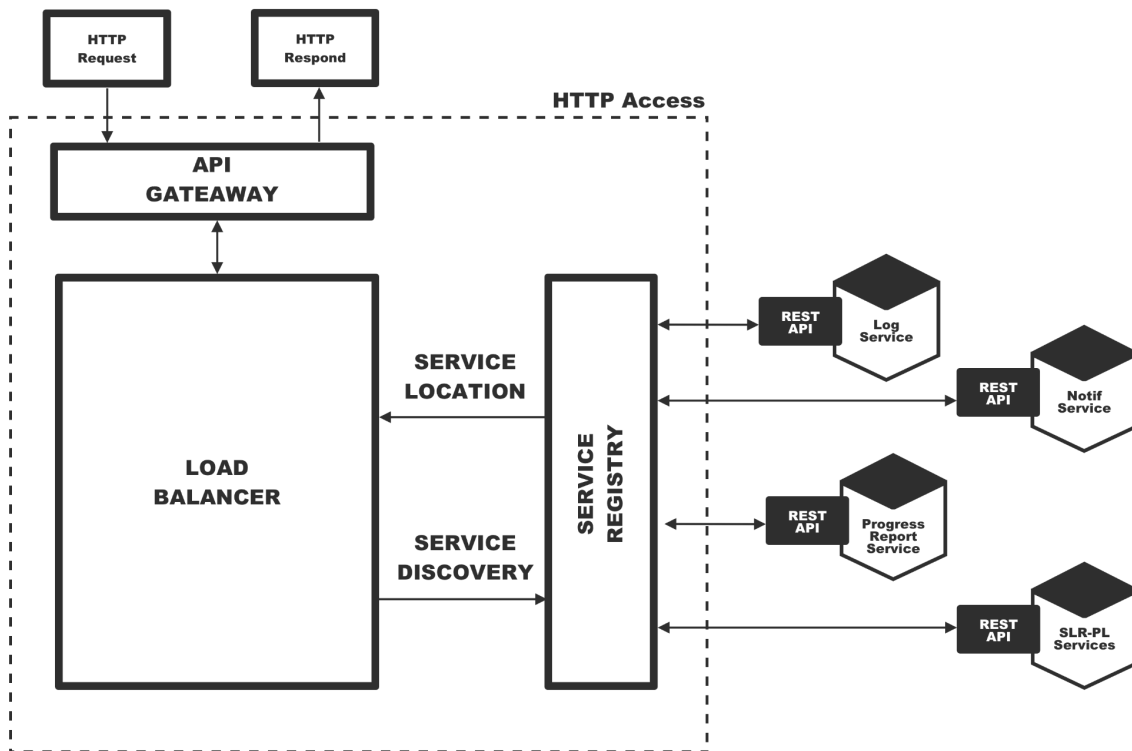 HTTP
Request
HTTP
Respond
HTTP Access
API
GATEAWAY
LOAD
BALANCER
SERVICE
LOCATION
SERVICE
DISCOVERY
SERVICE
REGISTRY
REST
API
Log
Service
REST
API
Notif
Service
REST
API
Progress
Report
Service
REST
API
SLR-PL
Services